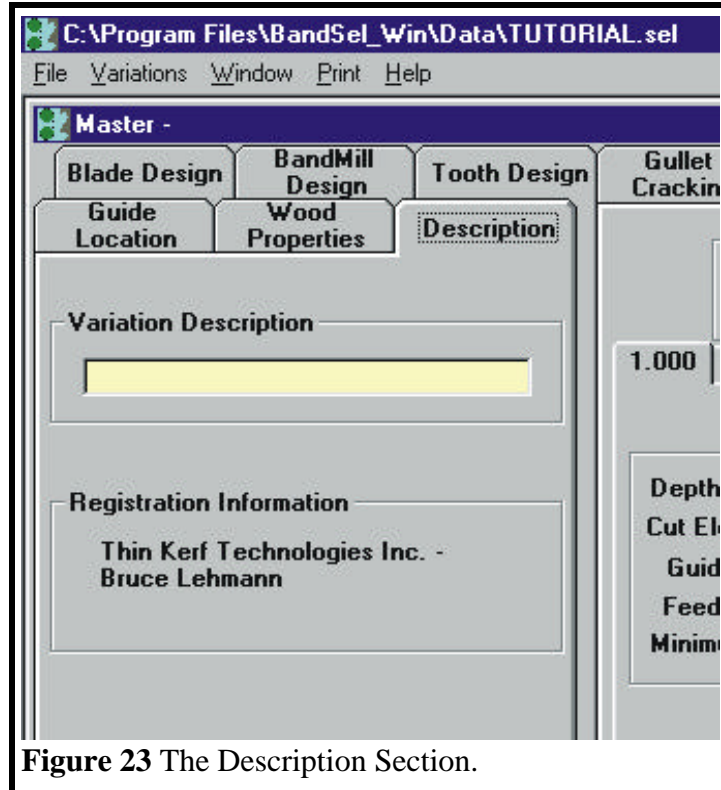 C:\Program Files\BandSel_Win\Data\TUTORIAL.sel
File Variations Window Print Help
Master -
Blade Design
BandMill
Design
Tooth Design
Gullet
Guide
Location
Wood
Properties
Description
Variation Description
1.000
Registration Information
Thin Kerf Technologies Inc. -
Bruce Lehmann
Depth
Cut
Feed
Figure 23 The Description Section.